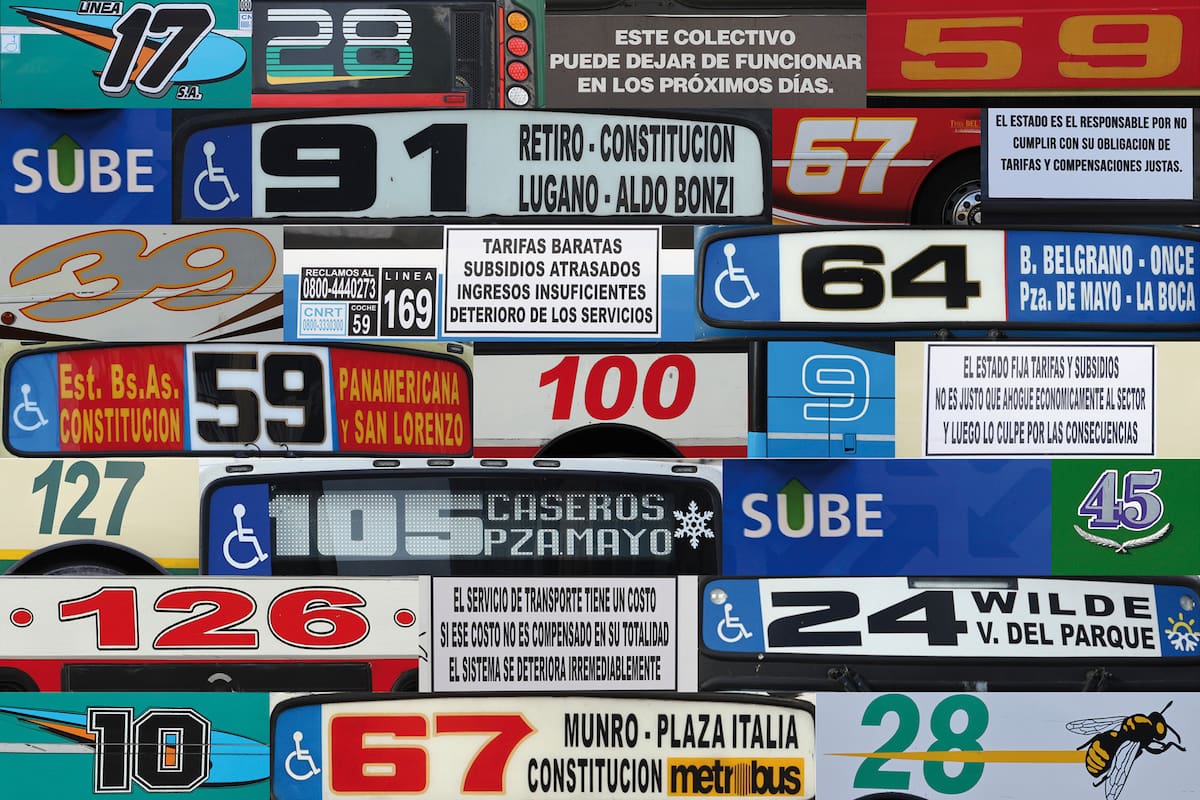 LINEA
17
S.A.
28
ESTE COLECTIVO
PUEDE DEJAR DE FUNCIONAR
EN LOS PRÓXIMOS DÍAS.
59
SUBE
91
RETIRO - CONSTITUCIÓN
LUGANO - ALDO BONZI
67
EL ESTADO ES EL RESPONSABLE POR NO
CUMPLIR CON SU OBLIGACION DE
TARIFAS Y COMPENSACIONES JUSTAS.
39
RECLAMOS AL
0800-4440273
CNRT
0800-3330300
COCHE
59
LINEA
169
TARIFAS BARATAS
SUBSIDIOS ATRASADOS
INGRESOS INSUFICIENTES
DETERIORO DE LOS SERVICIOS
64
B. BELGRANO - ONCE
Pza. DE MAYO - LA BOCA
Est. Bs.As.
CONSTITUCION
59
PANAMERICANA
Y SAN LORENZO
100
9
EL ESTADO FIJA TARIFAS Y SUBSIDIOS
NO ES JUSTO QUE AHOGUE ECONOMICAMENTE AL SECTOR
Y LUEGO LO CULPE POR LAS CONSECUENCIAS
127
105
CASEROS
PZA.MAYO
SUBE
45
126
EL SERVICIO DE TRANSPORTE TIENE UN COSTO
SI ESE COSTO NO ES COMPENSADO EN SU TOTALIDAD
EL SISTEMA SE DETERIORA IRREMEDIABLEMENTE
24
WILDE
V. DEL PARQUE
10
67
MUNRO - PLAZA ITALIA
CONSTITUCION metrobus
28